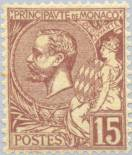 PRINCIPAUTE DE MONACO
POSTES 15